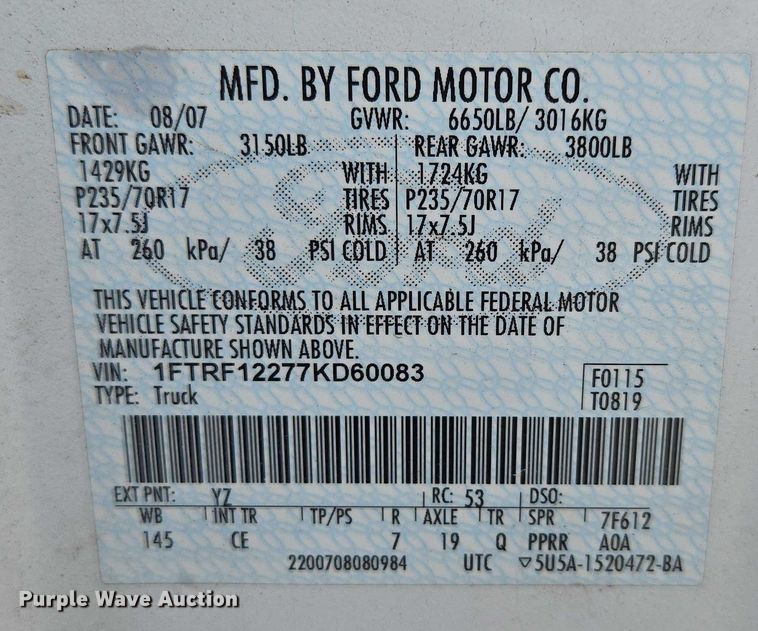 MFD. BY FORD MOTOR CO.
DATE: 08/07 GVWR: 6650LB/ 3016KG
FRONT GAWR: 3150LB REAR GAWR: 3800LB
1429KG WITH 1724KG WITH
P235/70R17 TIRES P235/70R17 TIRES
17x7.5J RIMS 17x7.5J RIMS
AT 260 kPa/ 38 PSI COLD AT 260 kPa/ 38 PSI COLD
Ford
THIS VEHICLE CONFORMS TO ALL APPLICABLE FEDERAL MOTOR
VEHICLE SAFETY STANDARDS IN EFFECT ON THE DATE OF
MANUFACTURE SHOWN ABOVE.
VIN: 1FTRF12277KD60083 F0115
TYPE: Truck T0819
EXT PNT: YZ RC: 53 DSO:
WB INT TR TP/PS R AXLE TR SPR 7F612
145 CE 7 19 Q PPRR AOA
2200708080984 UTC ▽5U5A-1520472-BA
Purple Wave Auction